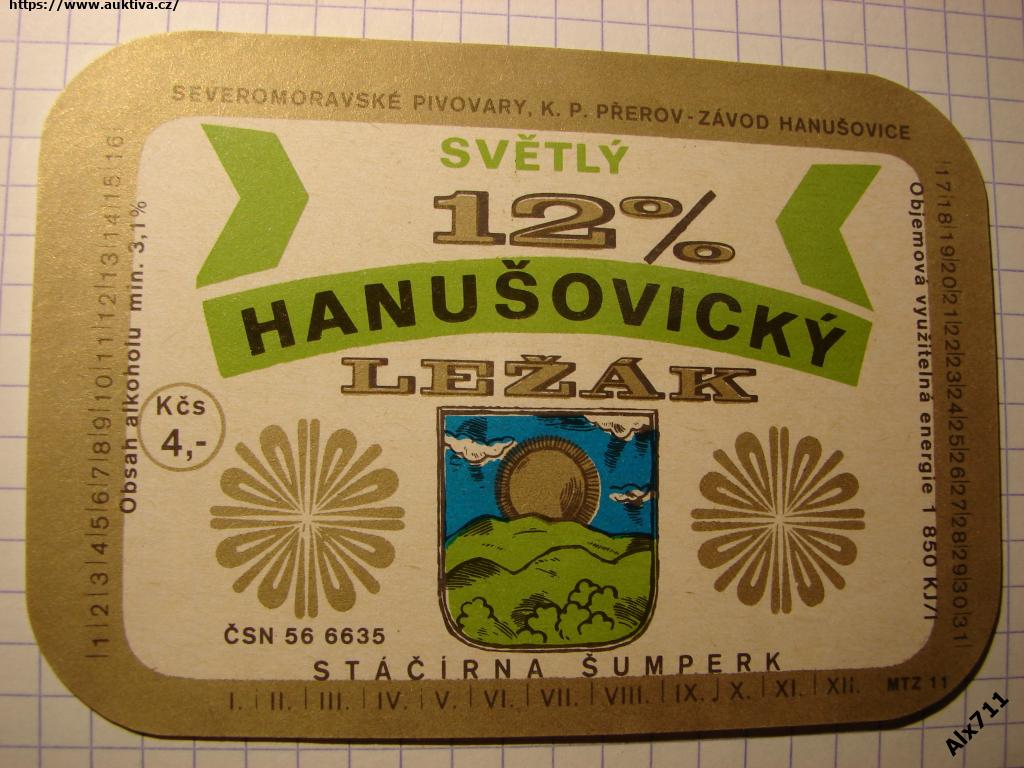 https://www.auktiva.cz/
SEVEROMORAVSKÉ PIVOVARY, K. P. PŘEROV - ZÁVOD HANUŠOVICE
SVĚTLÝ
12%
HANUŠOVICKÝ
LEŽÁK
1|2|3|4|5|6|7|8|9|10|11|12|13|14|15|16
Obsah alkoholu min. 3,1%
Kčs
4,-
17|18|19|20|21|22|23|24|25|26|27|28|29|30|31
Objemová využitelná energie 1 850 KJ/l
ČSN 56 6635
STÁČÍRNA ŠUMPERK
I. | II. | III. | IV. | V. | VI. | VII. | VIII. | IX. | X. | XI. | XII.
MTZ 11
Alx711